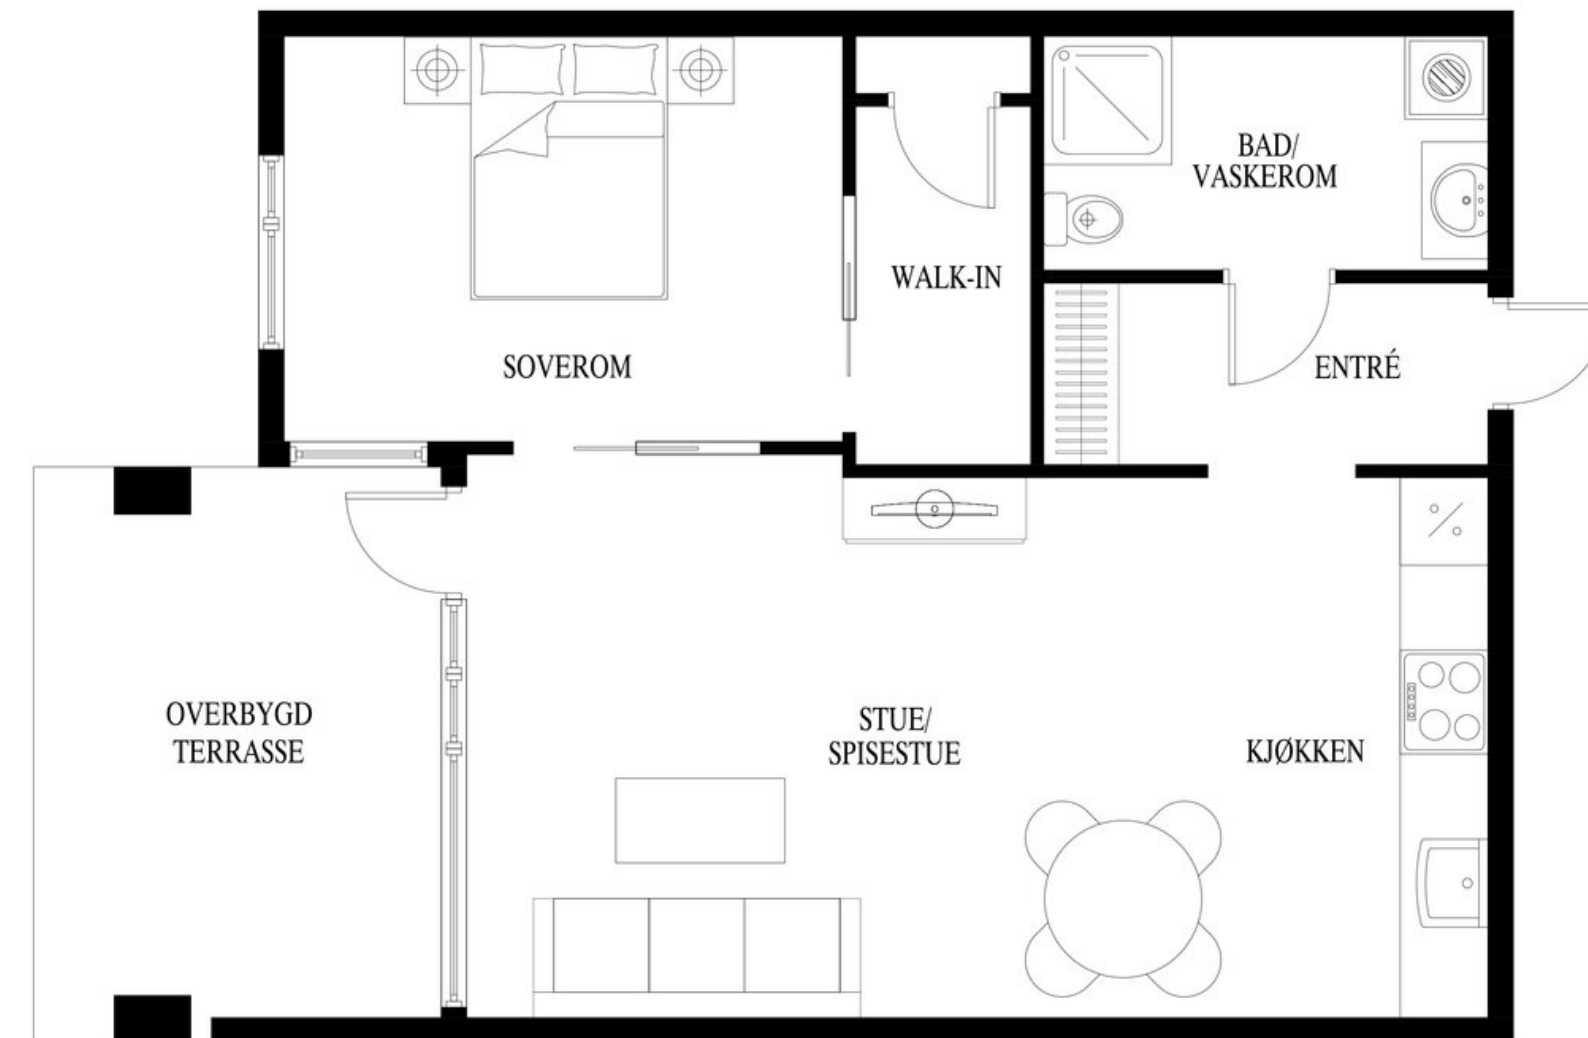 BAD/
VASKEROM
WALK-IN
SOVEROM
ENTRÉ
OVERBYGD
TERRASSE
STUE/
SPISESTUE
KJØKKEN